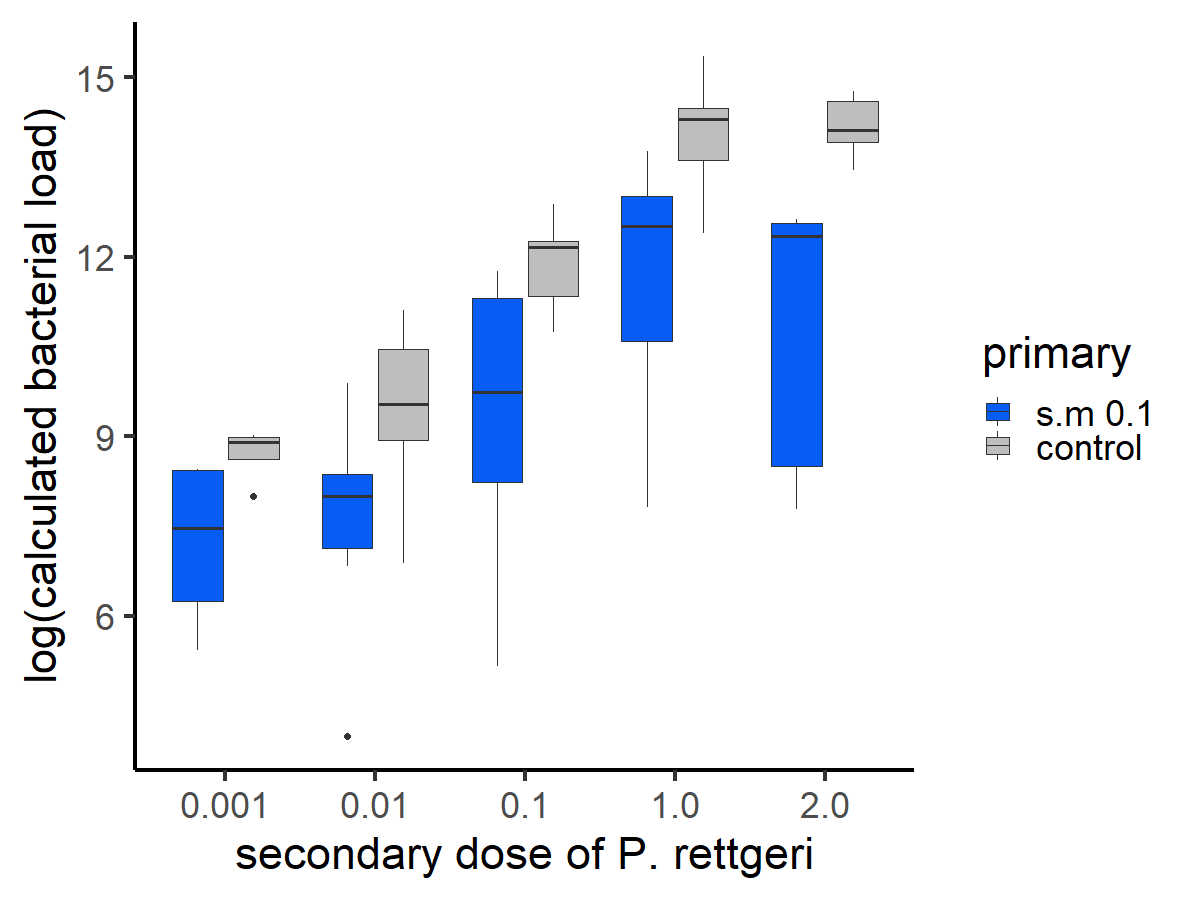 log(calculated bacterial load)
15
12
9
6
0.001 0.01 0.1 1.0 2.0
secondary dose of P. rettgeri
primary
s.m 0.1
control